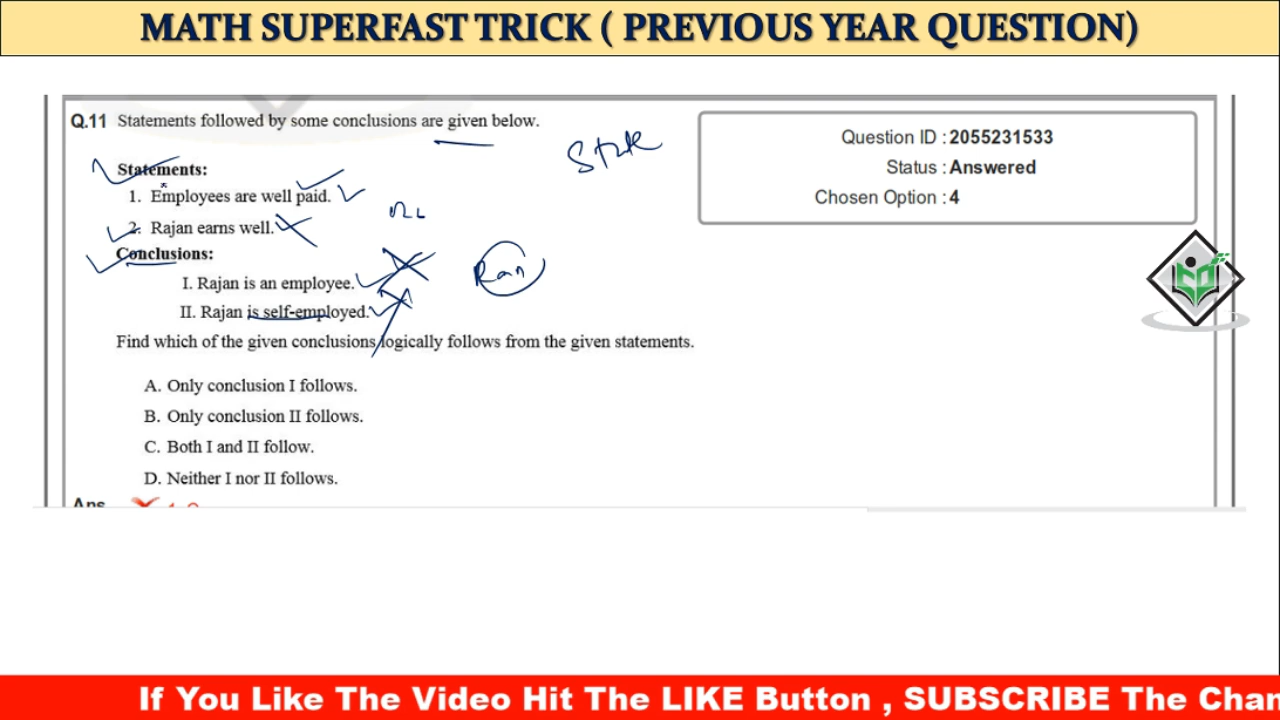 MATH SUPERFAST TRICK ( PREVIOUS YEAR QUESTION)
Q.11 Statements followed by some conclusions are given below.
Statements:
1. Employees are well paid.
2. Rajan earns well.
Conclusions:
I. Rajan is an employee.
II. Rajan is self-employed.
Find which of the given conclusions logically follows from the given statements.
A. Only conclusion I follows.
B. Only conclusion II follows.
C. Both I and II follow.
D. Neither I nor II follows.
Ans
Question ID : 2055231533
Status : Answered
Chosen Option : 4
If You Like The Video Hit The LIKE Button , SUBSCRIBE The Chan